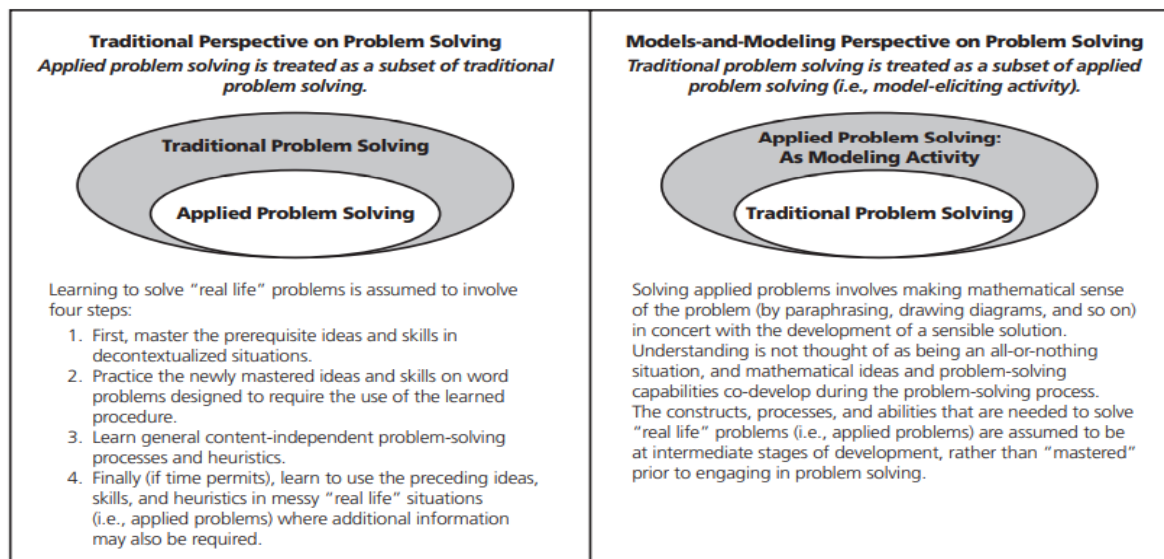 Traditional Perspective on Problem Solving
Applied problem solving is treated as a subset of traditional
problem solving.
Traditional Problem Solving
Applied Problem Solving
Learning to solve “real life” problems is assumed to involve
four steps:
1. First, master the prerequisite ideas and skills in
decontextualized situations.
2. Practice the newly mastered ideas and skills on word
problems designed to require the use of the learned
procedure.
3. Learn general content-independent problem-solving
processes and heuristics.
4. Finally (if time permits), learn to use the preceding ideas,
skills, and heuristics in messy “real life” situations
(i.e., applied problems) where additional information
may also be required.
Models-and-Modeling Perspective on Problem Solving
Traditional problem solving is treated as a subset of applied
problem solving (i.e., model-eliciting activity).
Applied Problem Solving:
As Modeling Activity
Traditional Problem Solving
Solving applied problems involves making mathematical sense
of the problem (by paraphrasing, drawing diagrams, and so on)
in concert with the development of a sensible solution.
Understanding is not thought of as being an all-or-nothing
situation, and mathematical ideas and problem-solving
capabilities co-develop during the problem-solving process.
The constructs, processes, and abilities that are needed to solve
“real life” problems (i.e., applied problems) are assumed to be
at intermediate stages of development, rather than “mastered”
prior to engaging in problem solving.